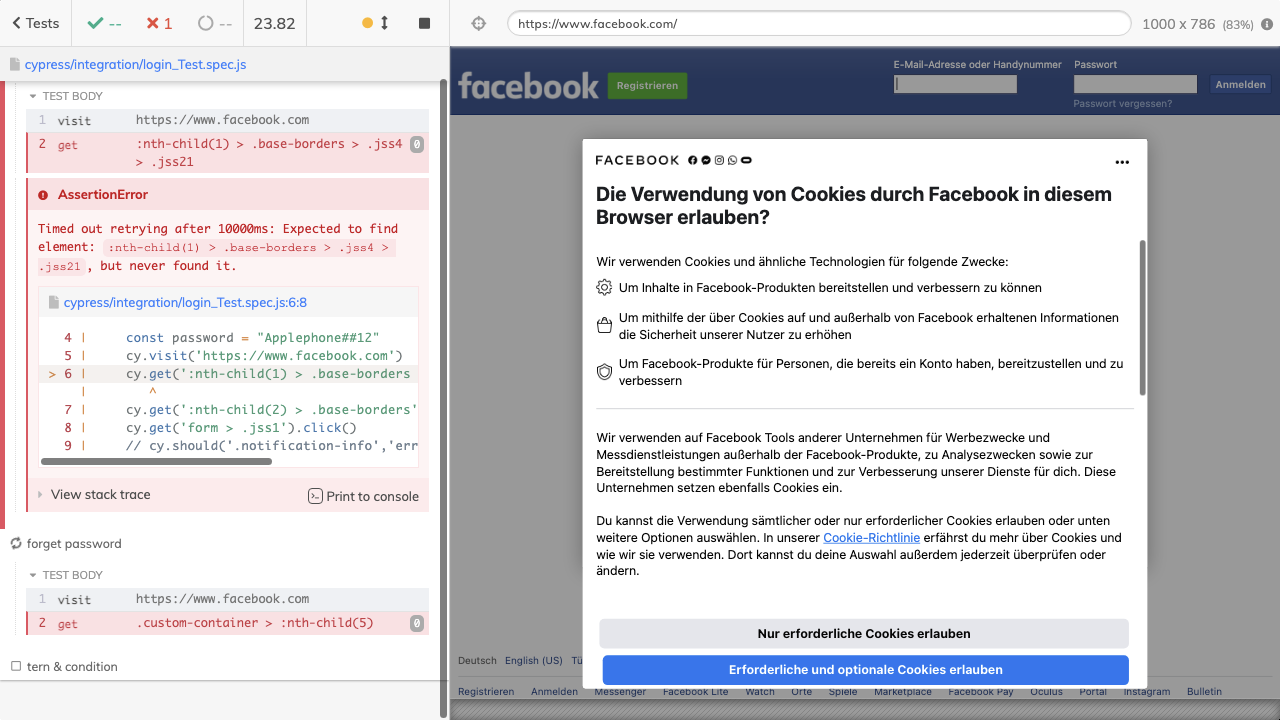 Tests
--
1
--
23.82
https://www.facebook.com/
1000 x 786 (83%)
cypress/integration/login_Test.spec.js
TEST BODY
1 visit https://www.facebook.com
2 get :nth-child(1) > .base-borders > .jss4 0
> .jss21
AssertionError
Timed out retrying after 10000ms: Expected to find
element: :nth-child(1) > .base-borders > .jss4 >
.jss21, but never found it.
cypress/integration/login_Test.spec.js:6:8
4 | const password = "Applephone##12"
5 | cy.visit('https://www.facebook.com')
> 6 | cy.get(':nth-child(1) > .base-borders
| ^
7 | cy.get(':nth-child(2) > .base-borders'
8 | cy.get('form > .jss1').click()
9 | // cy.should('.notification-info','err
View stack trace
Print to console
forget password
TEST BODY
1 visit https://www.facebook.com
2 get .custom-container > :nth-child(5) 0
tern & condition
facebook
Registrieren
E-Mail-Adresse oder Handynummer
Passwort
Anmelden
Passwort vergessen?
FACEBOOK
Die Verwendung von Cookies durch Facebook in diesem
Browser erlauben?
Wir verwenden Cookies und ähnliche Technologien für folgende Zwecke:
Um Inhalte in Facebook-Produkten bereitstellen und verbessern zu können
Um mithilfe der über Cookies auf und außerhalb von Facebook erhaltenen Informationen
die Sicherheit unserer Nutzer zu erhöhen
Um Facebook-Produkte für Personen, die bereits ein Konto haben, bereitzustellen und zu
verbessern
Wir verwenden auf Facebook Tools anderer Unternehmen für Werbezwecke und
Messdienstleistungen außerhalb der Facebook-Produkte, zu Analysezwecken sowie zur
Bereitstellung bestimmter Funktionen und zur Verbesserung unserer Dienste für dich. Diese
Unternehmen setzen ebenfalls Cookies ein.
Du kannst die Verwendung sämtlicher oder nur erforderlicher Cookies erlauben oder unten
weitere Optionen auswählen. In unserer Cookie-Richtlinie erfährst du mehr über Cookies und
wie wir sie verwenden. Dort kannst du deine Auswahl außerdem jederzeit überprüfen oder
ändern.
Nur erforderliche Cookies erlauben
Erforderliche und optionale Cookies erlauben
Deutsch English (US) Tü
Registrieren Anmelden Messenger Facebook Lite Watch Orte Spiele Marketplace Facebook Pay Oculus Portal Instagram Bulletin